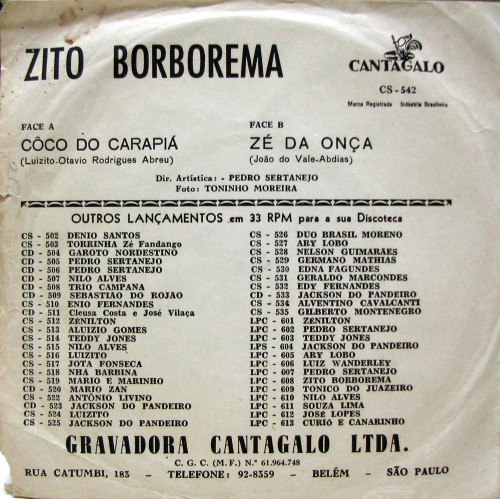 ZITO BORBOREMA
CANTAGALO
CS - 542
Marca Registrada Indústria Brasileira
FACE A
CÔCO DO CARAPIÁ
(Luizito-Otavio Rodrigues Abreu)
FACE B
ZÉ DA ONÇA
(João do Vale-Abdias)
Dir. Artística: - PEDRO SERTANEJO
Foto: TONINHO MOREIRA
OUTROS LANÇAMENTOS em 33 RPM para a sua Discoteca
CS - 502 DENIO SANTOS
CS - 503 TORRINHA Zé Fandango
CD - 504 GAROTO NORDESTINO
CD - 505 PEDRO SERTANEJO
CD - 506 PEDRO SERTANEJO
CD - 507 NILO ALVES
CD - 508 TRIO CAMPANA
CD - 509 SEBASTIÃO DO ROJÃO
CS - 510 ENIO FERNANDES
CD - 511 Cleusa Costa e José Vilaça
CS - 512 ZENILTON
CS - 513 ALUIZIO GOMES
CS - 514 TEDDY JONES
CS - 515 NILO ALVES
CS - 516 LUIZITO
CS - 517 JOTA FONSECA
CS - 518 NHÁ BARBINA
CS - 519 MARIO E MARINHO
CD - 520 MARIO ZAN
CS - 522 ANTÔNIO LIVINO
CD - 523 JACKSON DO PANDEIRO
CS - 524 LUIZITO
CS - 525 JACKSON DO PANDEIRO
CS - 526 DUO BRASIL MORENO
CS - 527 ARY LOBO
CS - 528 NELSON GUIMARÃES
CS - 529 GERMANO MATHIAS
CS - 530 EDNA FAGUNDES
CS - 531 GERALDO MARCONDES
CS - 532 EDY FERNANDES
CD - 533 JACKSON DO PANDEIRO
CS - 534 ALVENTINO CAVALCANTI
CS - 535 GILBERTO MONTENEGRO
LPC - 601 ZENILTON
LPC - 602 PEDRO SERTANEJO
LPC - 603 TEDDY JONES
LPC - 604 JACKSON DO PANDEIRO
LPC - 605 ARY LOBO
LPC - 606 LUIZ WANDERLEY
LPC - 607 PEDRO SERTANEJO
LPC - 608 ZITO BORBOREMA
LPC - 609 TONICO DO JUAZEIRO
LPC - 610 NILO ALVES
LPC - 611 SOUZA LIMA
LPC - 612 JOSÉ LOPES
LPC - 613 CURIÓ E CANARINHO
GRAVADORA CANTAGALO LTDA.
C. G. C. (M. F.) N.º 61.964.748
RUA CATUMBI, 183 - TELEFONE: 92-8359 - BELÉM - SÃO PAULO